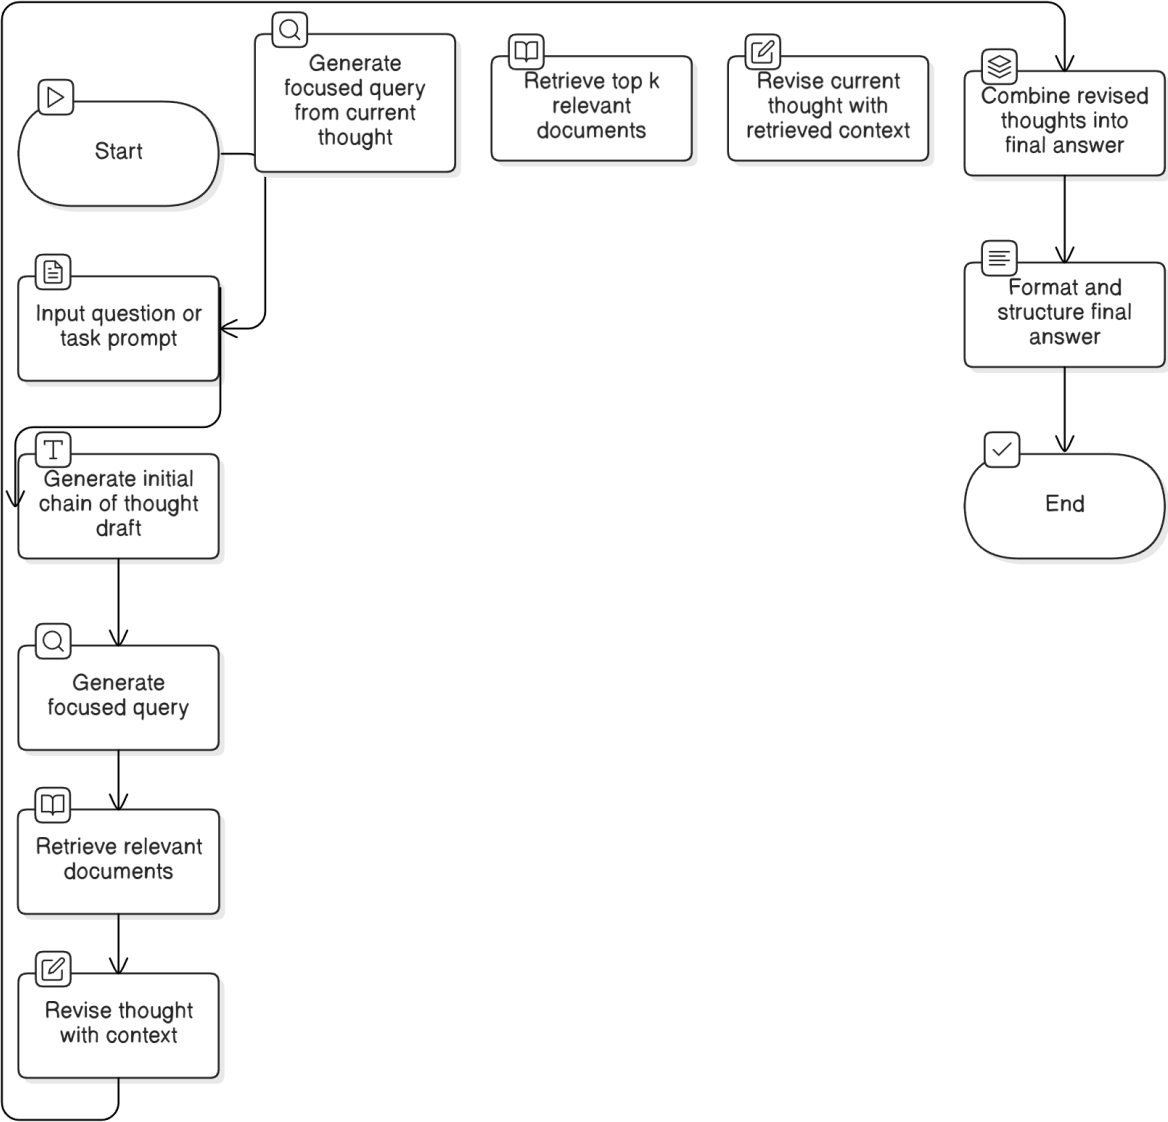 Start
Generate
focused query
from current
thought
Retrieve top k
relevant
documents
Revise current
thought with
retrieved context
Combine revised
thoughts into
final answer
Input question or
task prompt
Format and
structure final
answer
Generate initial
chain of thought
draft
End
Generate
focused query
Retrieve relevant
documents
Revise thought
with context